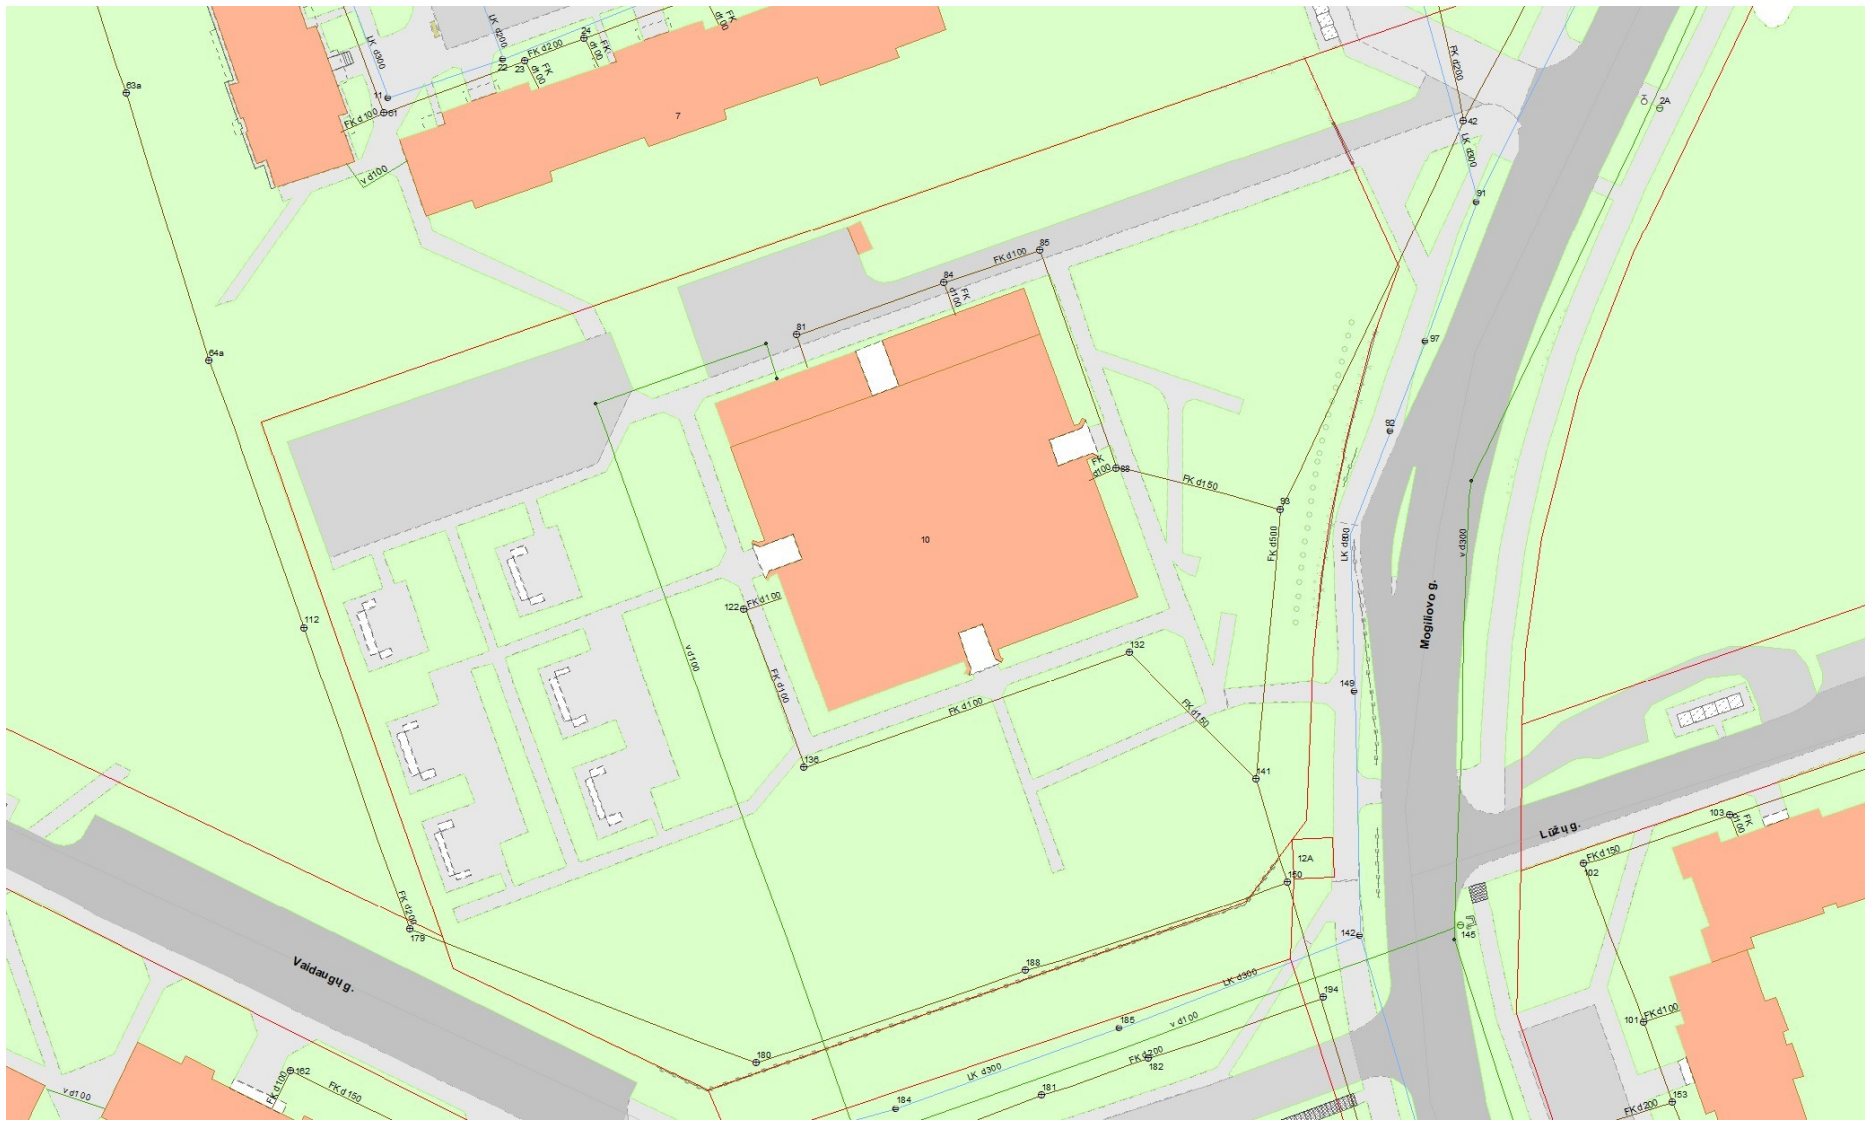 LK d300
LK d200
24
FK d200
FK
d100
FK
d100
22
23
FK
d100
63a
11
61
FK d100
7
v d100
FK d200
2A
42
LK d300
91
85
FK d100
84
FK
d100
81
97
64a
92
FK
d100
88
FK d150
93
10
FK d500
LK d800
v d300
Mogiliovo g.
112
122
FK d100
v d100
132
149
FK d100
FK d100
FK d150
136
141
103
FK
d100
Lūžų g.
12A
150
FK d150
102
FK d200
179
142
145
Vaidaugų g.
188
LK d300
194
185
v d100
101
FK d100
180
FK d200
182
LK d300
162
FK d100
FK d150
v d100
181
184
153
FK d200